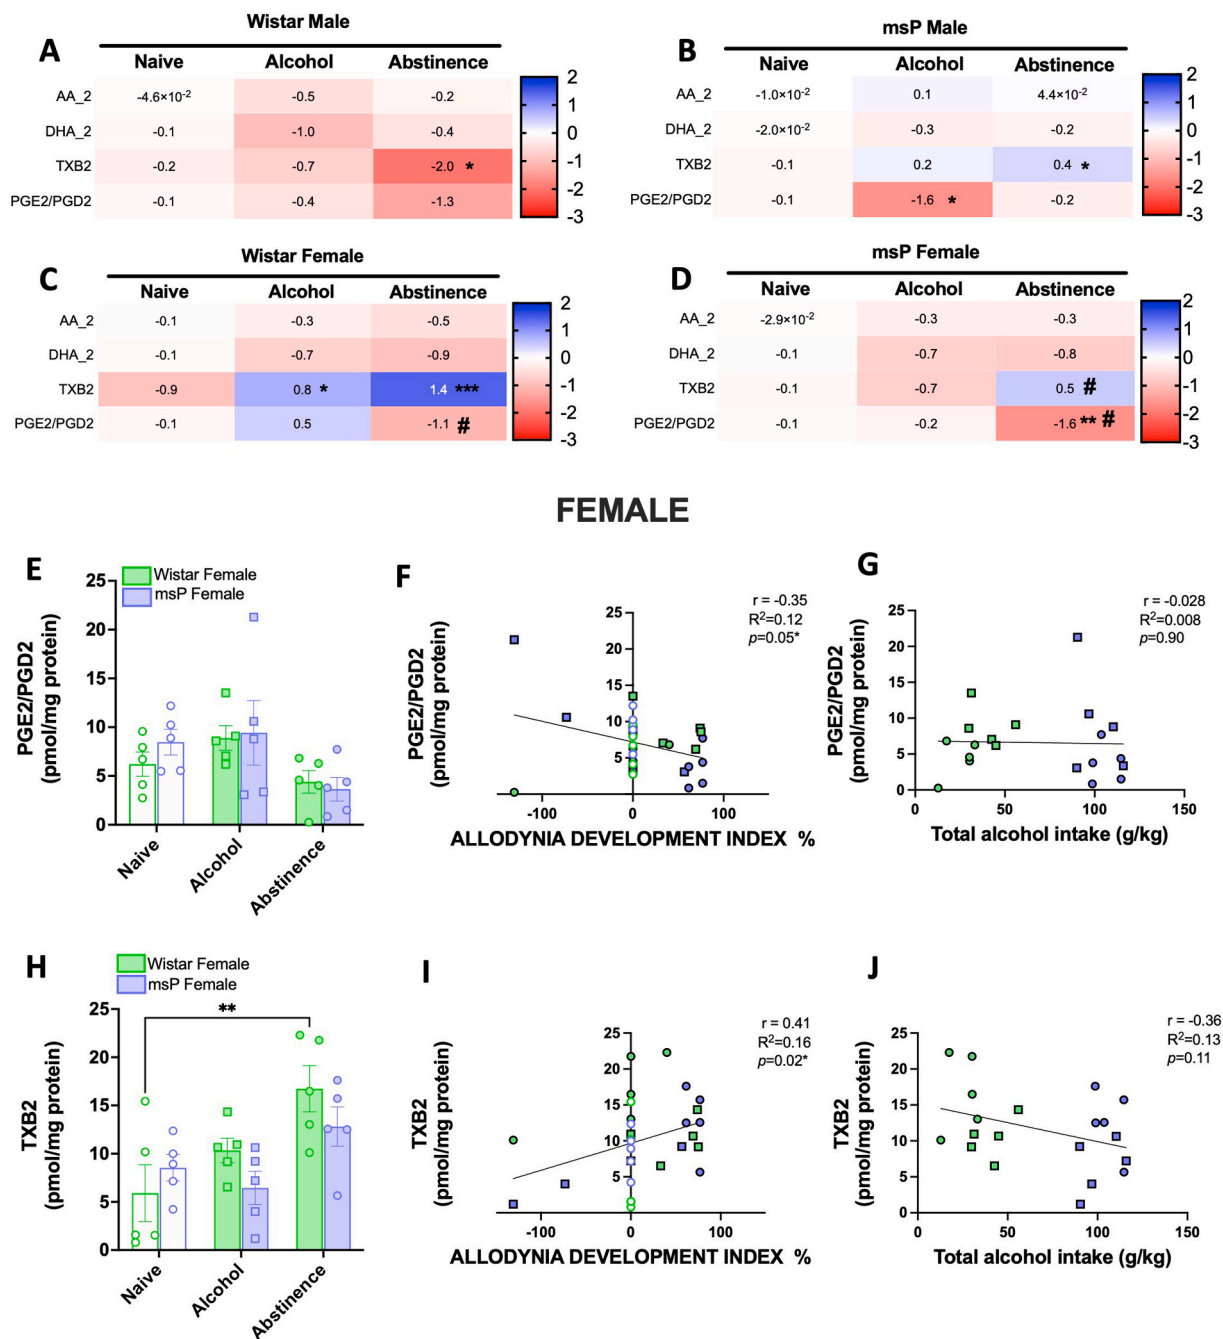 A
Wistar Male
Naive Alcohol Abstinence
AA_2 -4.6×10-2 -0.5 -0.2
DHA_2 -0.1 -1.0 -0.4
TXB2 -0.2 -0.7 -2.0 *
PGE2/PGD2 -0.1 -0.4 -1.3
2
1
0
-1
-2
-3
B
msP Male
Naive Alcohol Abstinence
AA_2 -1.0×10-2 0.1 4.4×10-2
DHA_2 -2.0×10-2 -0.3 -0.2
TXB2 -0.1 0.2 0.4 *
PGE2/PGD2 -0.1 -1.6 * -0.2
2
1
0
-1
-2
-3
C
Wistar Female
Naive Alcohol Abstinence
AA_2 -0.1 -0.3 -0.5
DHA_2 -0.1 -0.7 -0.9
TXB2 -0.9 0.8 * 1.4 ***
PGE2/PGD2 -0.1 0.5 -1.1 #
2
1
0
-1
-2
-3
D
msP Female
Naive Alcohol Abstinence
AA_2 -2.9×10-2 -0.3 -0.3
DHA_2 -0.1 -0.7 -0.8
TXB2 -0.1 -0.7 0.5 #
PGE2/PGD2 -0.1 -0.2 -1.6 ** #
2
1
0
-1
-2
-3
FEMALE
E
Wistar Female
msP Female
PGE2/PGD2
(pmol/mg protein)
25
20
15
10
5
0
Naive Alcohol Abstinence
F
r = -0.35
R2=0.12
p=0.05*
PGE2/PGD2
(pmol/mg protein)
25
20
15
10
5
-100 0 100
ALLODYNIA DEVELOPMENT INDEX %
G
r = -0.028
R2=0.008
p=0.90
PGE2/PGD2
(pmol/mg protein)
25
20
15
10
5
0
0 50 100 150
Total alcohol intake (g/kg)
H
Wistar Female
msP Female
**
TXB2
(pmol/mg protein)
25
20
15
10
5
0
Naive Alcohol Abstinence
I
r = 0.41
R2=0.16
p=0.02*
TXB2
(pmol/mg protein)
25
20
15
10
5
-100 0 100
ALLODYNIA DEVELOPMENT INDEX %
J
r = -0.36
R2=0.13
p=0.11
TXB2
(pmol/mg protein)
25
20
15
10
5
0
0 50 100 150
Total alcohol intake (g/kg)